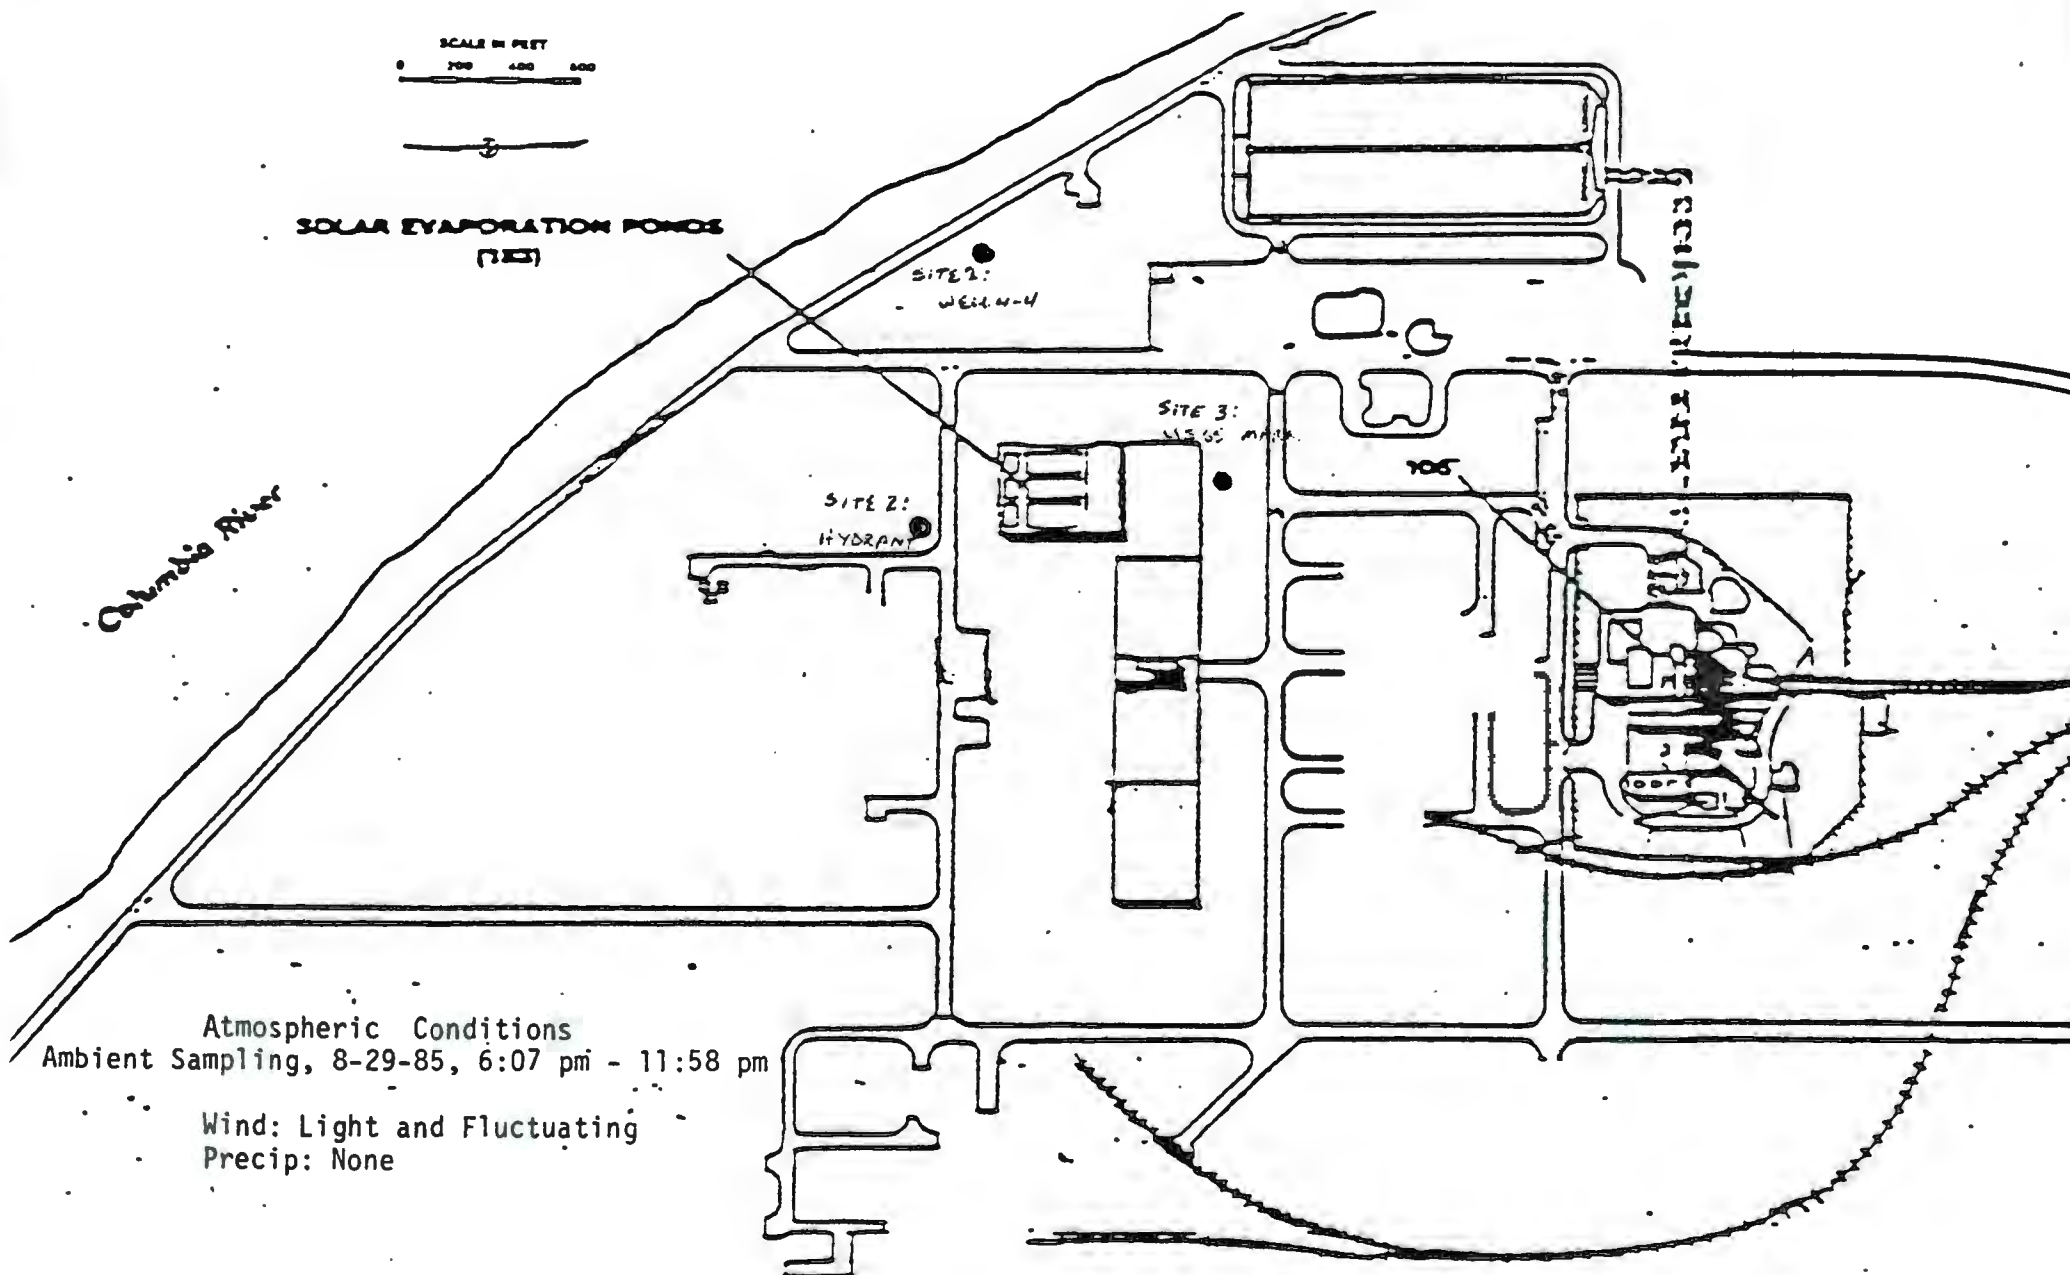 SCALE IN FEET
0 200 400 600
SOLAR EVAPORATION PONDS
SITE 1:
WELL N-4
SITE 3:
SITE 2:
HYDRANT
Columbia River
Atmospheric Conditions
Ambient Sampling, 8-29-85, 6:07 pm - 11:58 pm
Wind: Light and Fluctuating
Precip: None